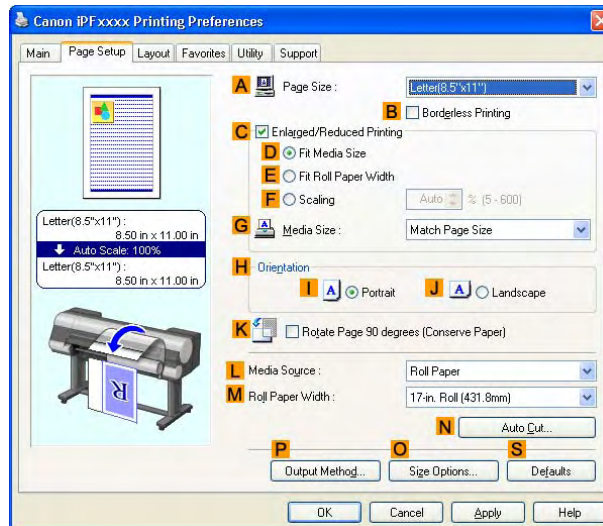 Canon iPFxxxx Printing Preferences
Main Page Setup Layout Favorites Utility Support
A Page Size : Letter(8.5"x11")
B Borderless Printing
C Enlarged/Reduced Printing
D Fit Media Size
E Fit Roll Paper Width
F Scaling Auto % (5 - 600)
G Media Size : Match Page Size
Letter(8.5"x11") :
8.50 in x 11.00 in
Auto Scale: 100%
Letter(8.5"x11") :
8.50 in x 11.00 in
H Orientation
I A Portrait J A Landscape
K Rotate Page 90 degrees (Conserve Paper)
R
L Media Source : Roll Paper
M Roll Paper Width : 17-in. Roll (431.8mm)
N Auto Cut...
P O S
Output Method... Size Options... Defaults
OK Cancel Apply Help